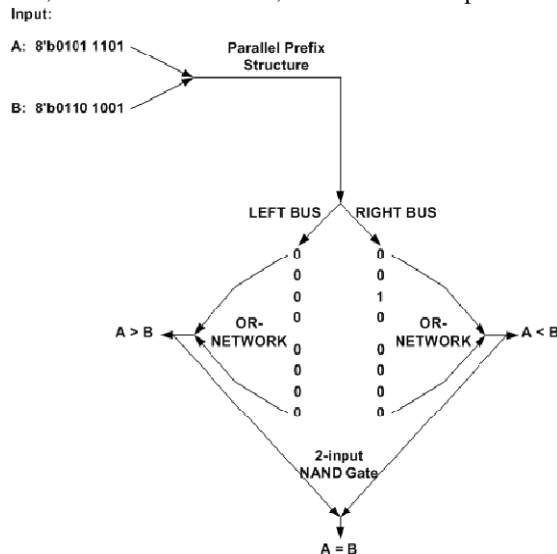 Input:
A: 8'b0101 1101
B: 8'b0110 1001
Parallel Prefix
Structure
LEFT BUS RIGHT BUS
0 0
0 0
0 1
0 0
A > B OR-NETWORK OR-NETWORK A < B
0 0
0 0
0 0
0 0
2-input
NAND Gate
A = B